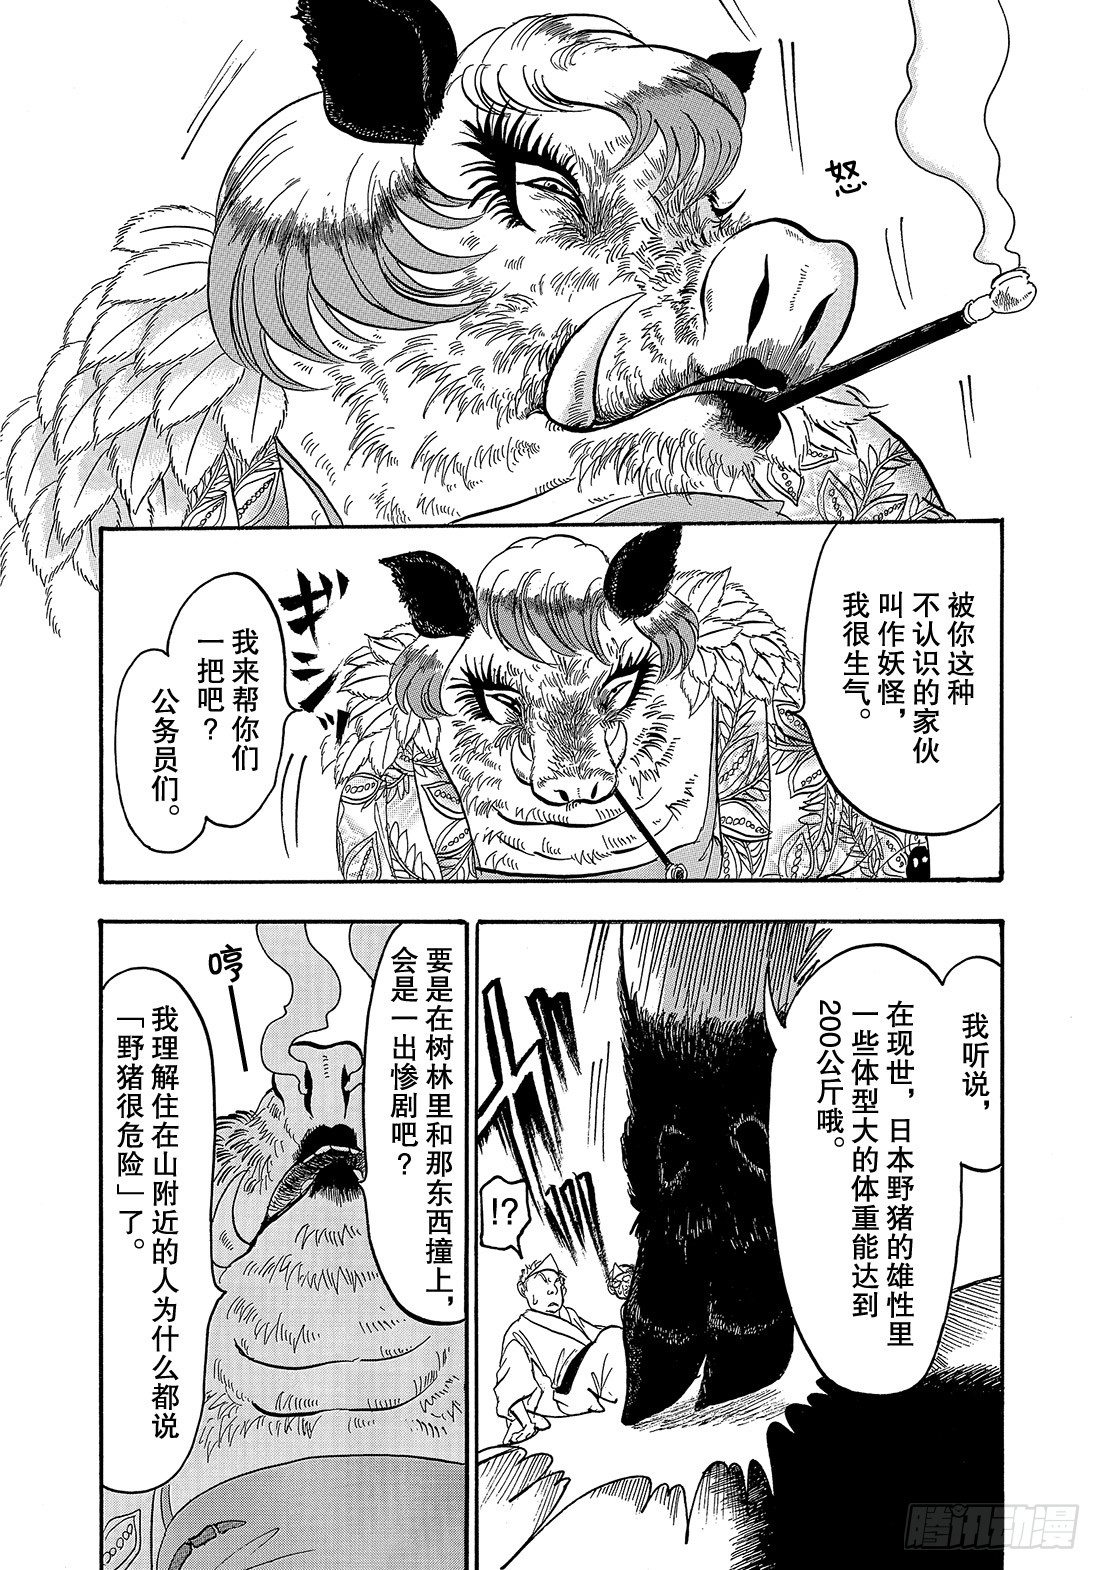 怒
被你这种
不认识的家伙
叫作妖怪，
我很生气。
ギシッ
我来帮你们
一把吧？
公务员们。
我听说，
在现世，日本野猪的雄性里
一些体型大的体重能达到
200公斤哦。
!?
要是在树林里和那东西撞上，
会是一出惨剧吧？
哼
我理解住在山附近的人为什么都说
「野猪很危险」了。
腾讯动漫